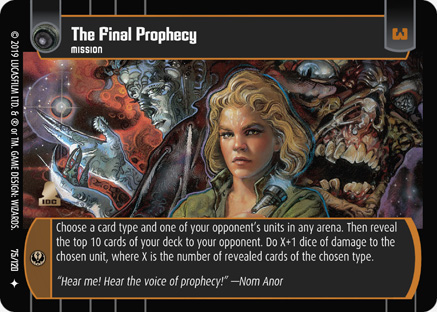 The Final Prophecy
MISSION
3
© 2019 LUCASFILM LTD. & ® or TM. GAME DESIGN: WIZARDS.
75/120
10C
Choose a card type and one of your opponent's units in any arena. Then reveal
the top 10 cards of your deck to your opponent. Do X+1 dice of damage to the
chosen unit, where X is the number of revealed cards of the chosen type.
"Hear me! Hear the voice of prophecy!" —Nom Anor